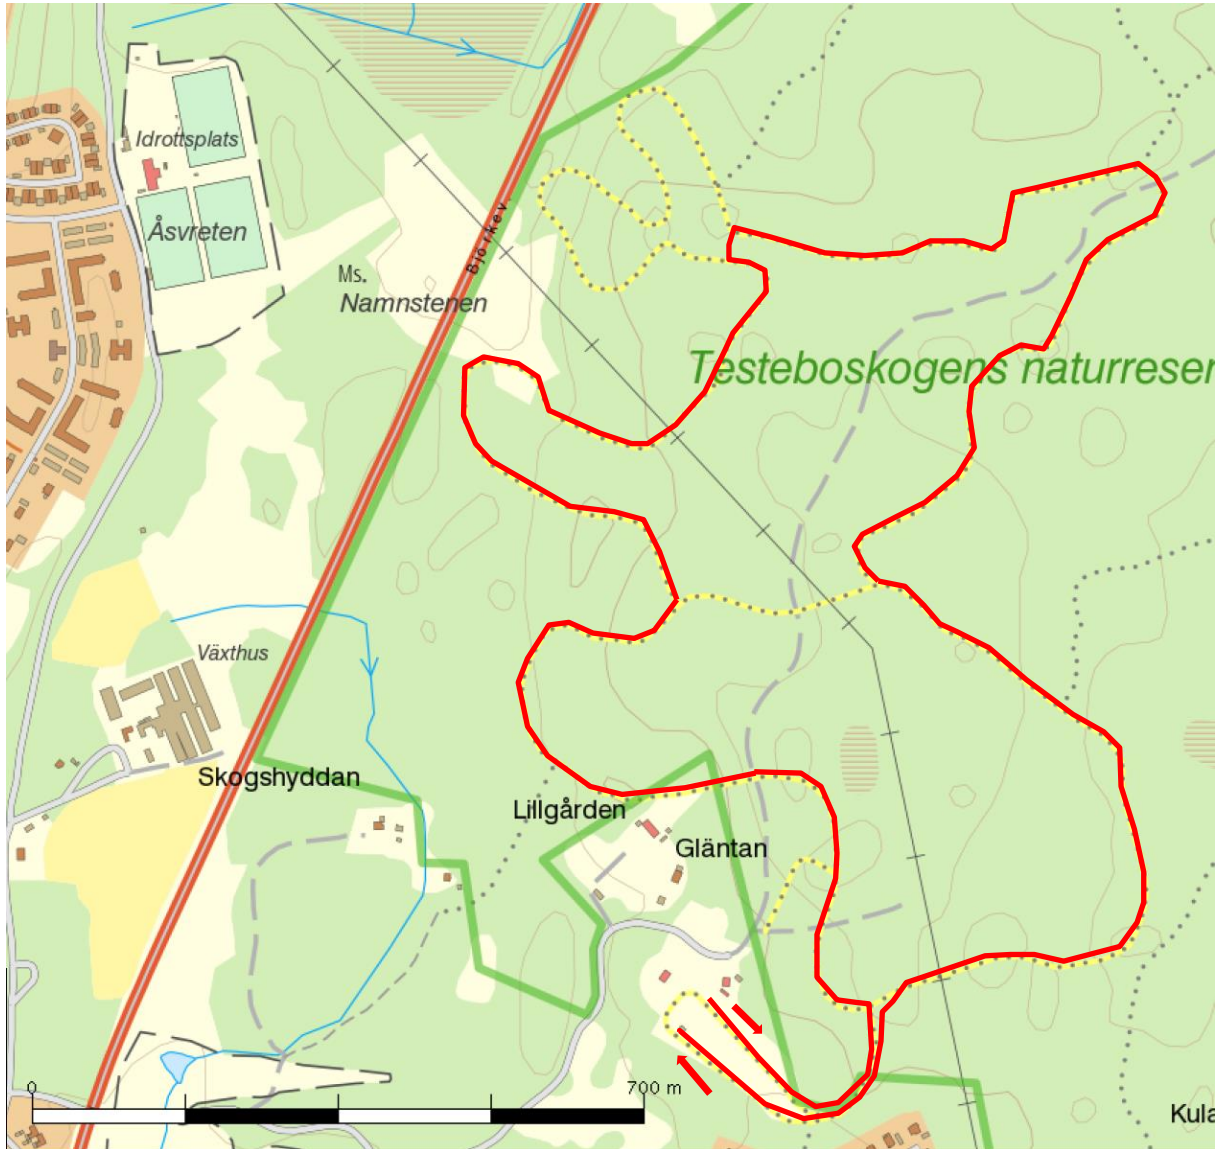 Idrottsplats
Åsvreten
Björkev.
Ms.
Namnstenen
Testeboskogens naturreser
Växthus
Skogshyddan
Lillgården
Gläntan
0
700 m
Kula